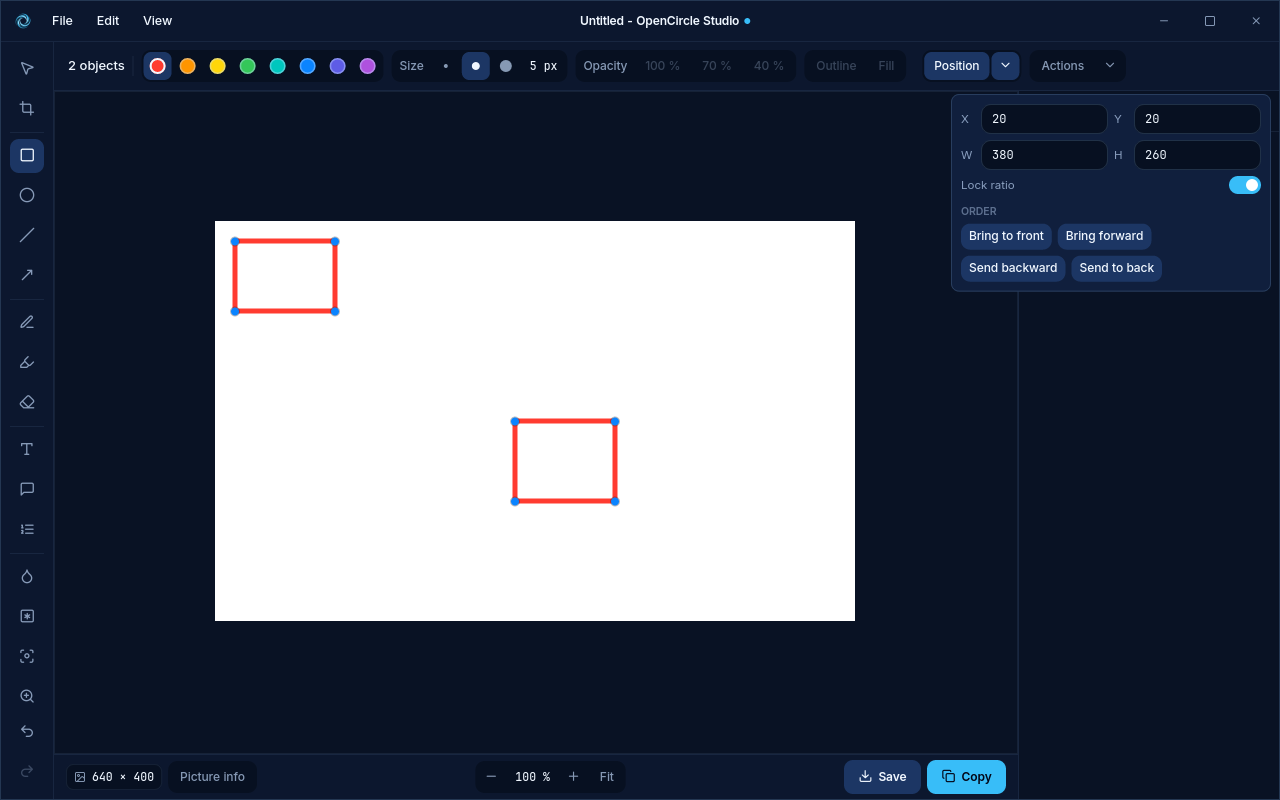 File Edit View Untitled - OpenCircle Studio
2 objects Size 5 px Opacity 100 % 70 % 40 % Outline Fill Position Actions
X 20 Y 20
W 380 H 260
Lock ratio
ORDER
Bring to front Bring forward
Send backward Send to back
640 × 400 Picture info 100 % Fit Save Copy